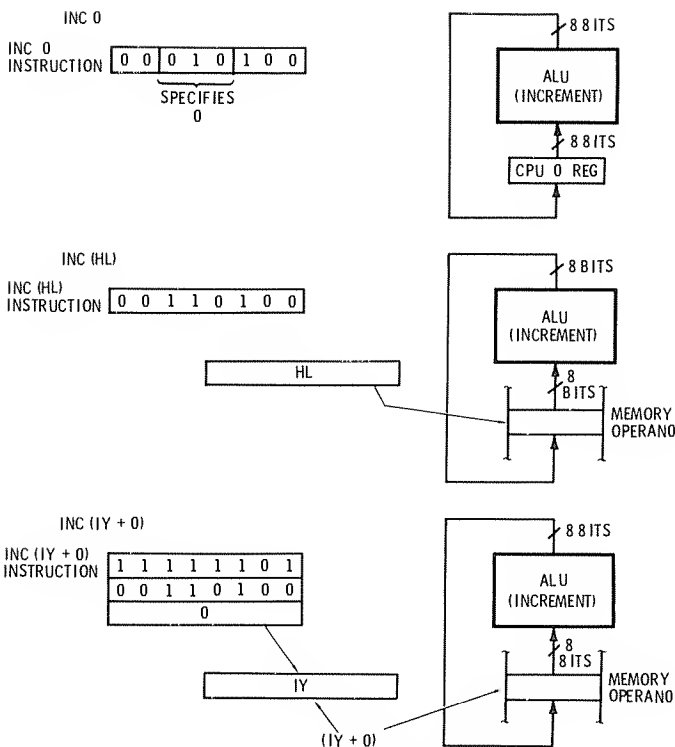 INC 0
INC 0
INSTRUCTION
0 0 0 1 0 1 0 0
SPECIFIES
0
8 8ITS
ALU
(INCREMENT)
8 8ITS
CPU 0 REG
INC (HL)
INC (HL)
INSTRUCTION
0 0 1 1 0 1 0 0
HL
8 BITS
ALU
(INCREMENT)
8
BITS
MEMORY
OPERANO
INC (IY + 0)
INC (IY + 0)
INSTRUCTION
1 1 1 1 1 1 0 1
0 0 1 1 0 1 0 0
0
IY
(IY + 0)
8 8ITS
ALU
(INCREMENT)
8
8ITS
MEMORY
OPERANO